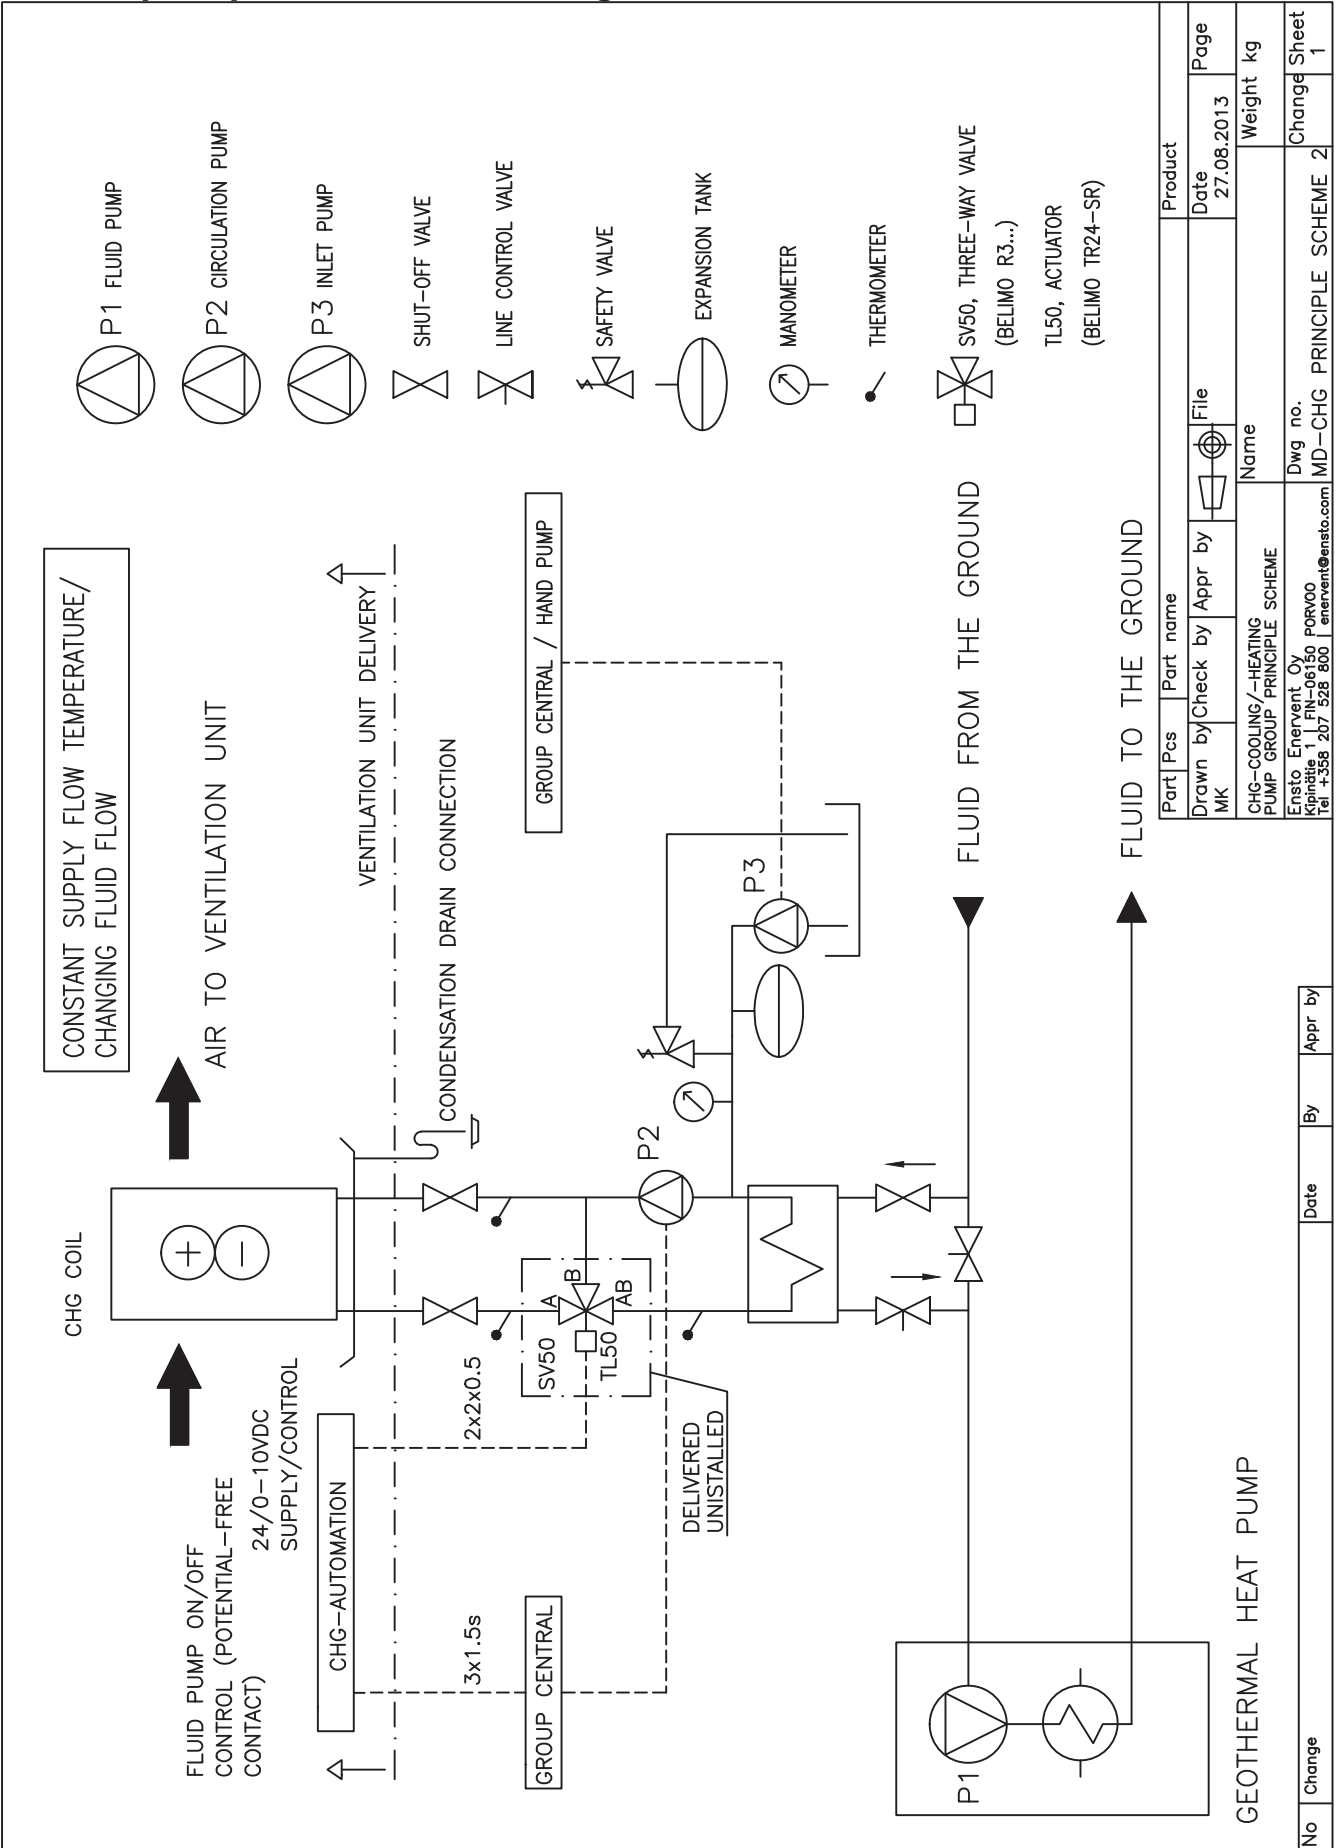 CONSTANT SUPPLY FLOW TEMPERATURE/
CHANGING FLUID FLOW
AIR TO VENTILATION UNIT
CHG COIL
FLUID PUMP ON/OFF
CONTROL (POTENTIAL-FREE
CONTACT)
24/0-10VDC
SUPPLY/CONTROL
CHG-AUTOMATION
VENTILATION UNIT DELIVERY
CONDENSATION DRAIN CONNECTION
3x1.5s
2x2x0.5
GROUP CENTRAL
SV50
TL50
A
B
AB
DELIVERED
UNISTALLED
P2
P3
GROUP CENTRAL / HAND PUMP
FLUID FROM THE GROUND
FLUID TO THE GROUND
P1
GEOTHERMAL HEAT PUMP
P1 FLUID PUMP
P2 CIRCULATION PUMP
P3 INLET PUMP
SHUT-OFF VALVE
LINE CONTROL VALVE
SAFETY VALVE
EXPANSION TANK
MANOMETER
THERMOMETER
SV50, THREE-WAY VALVE
(BELIMO R3...)
TL50, ACTUATOR
(BELIMO TR24-SR)
Part Pcs Part name Product
Drawn by Check by Appr by File Date Page
MK 27.08.2013
CHG-COOLING/-HEATING
PUMP GROUP PRINCIPLE SCHEME
Name Weight kg
Ensto Enervent Oy
Kipinätie 1 | FIN-06150 PORVOO
Tel +358 207 528 800 | enervent@ensto.com
Dwg no. Change Sheet
MD-CHG PRINCIPLE SCHEME 2 1
No Change Date By Appr by